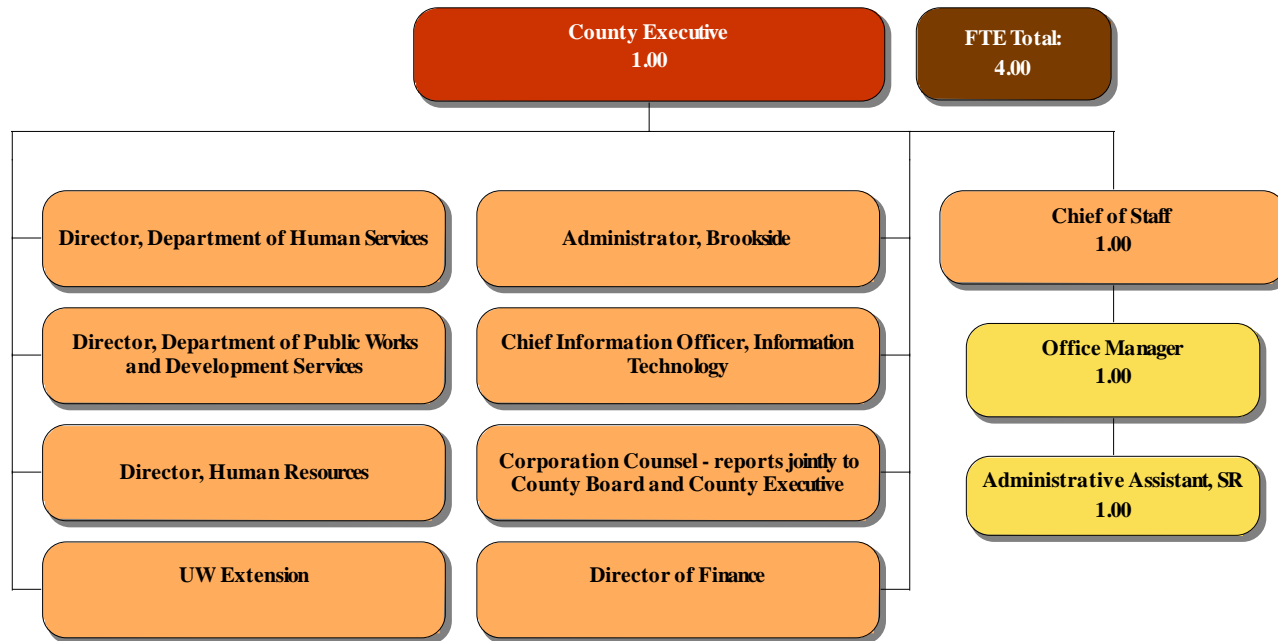 County Executive
1.00
FTE Total:
4.00
Director, Department of Human Services
Administrator, Brookside
Chief of Staff
1.00
Director, Department of Public Works
and Development Services
Chief Information Officer, Information
Technology
Office Manager
1.00
Director, Human Resources
Corporation Counsel - reports jointly to
County Board and County Executive
Administrative Assistant, SR
1.00
UW Extension
Director of Finance